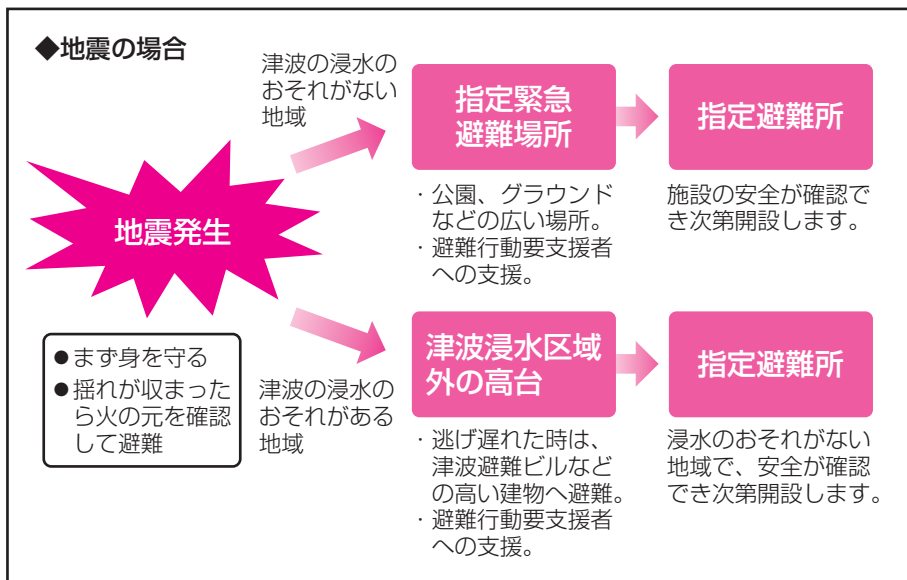 ◆地震の場合
地震発生
●まず身を守る
●揺れが収まった
ら火の元を確認
して避難
津波の浸水の
おそれがない
地域
指定緊急
避難場所
・公園、グラウンド
などの広い場所。
・避難行動要支援者
への支援。
指定避難所
施設の安全が確認で
き次第開設します。
津波の浸水の
おそれがある
地域
津波浸水区域
外の高台
・逃げ遅れた時は、
津波避難ビルなど
の高い建物へ避難。
・避難行動要支援者
への支援。
指定避難所
浸水のおそれがない
地域で、安全が確認
でき次第開設します。